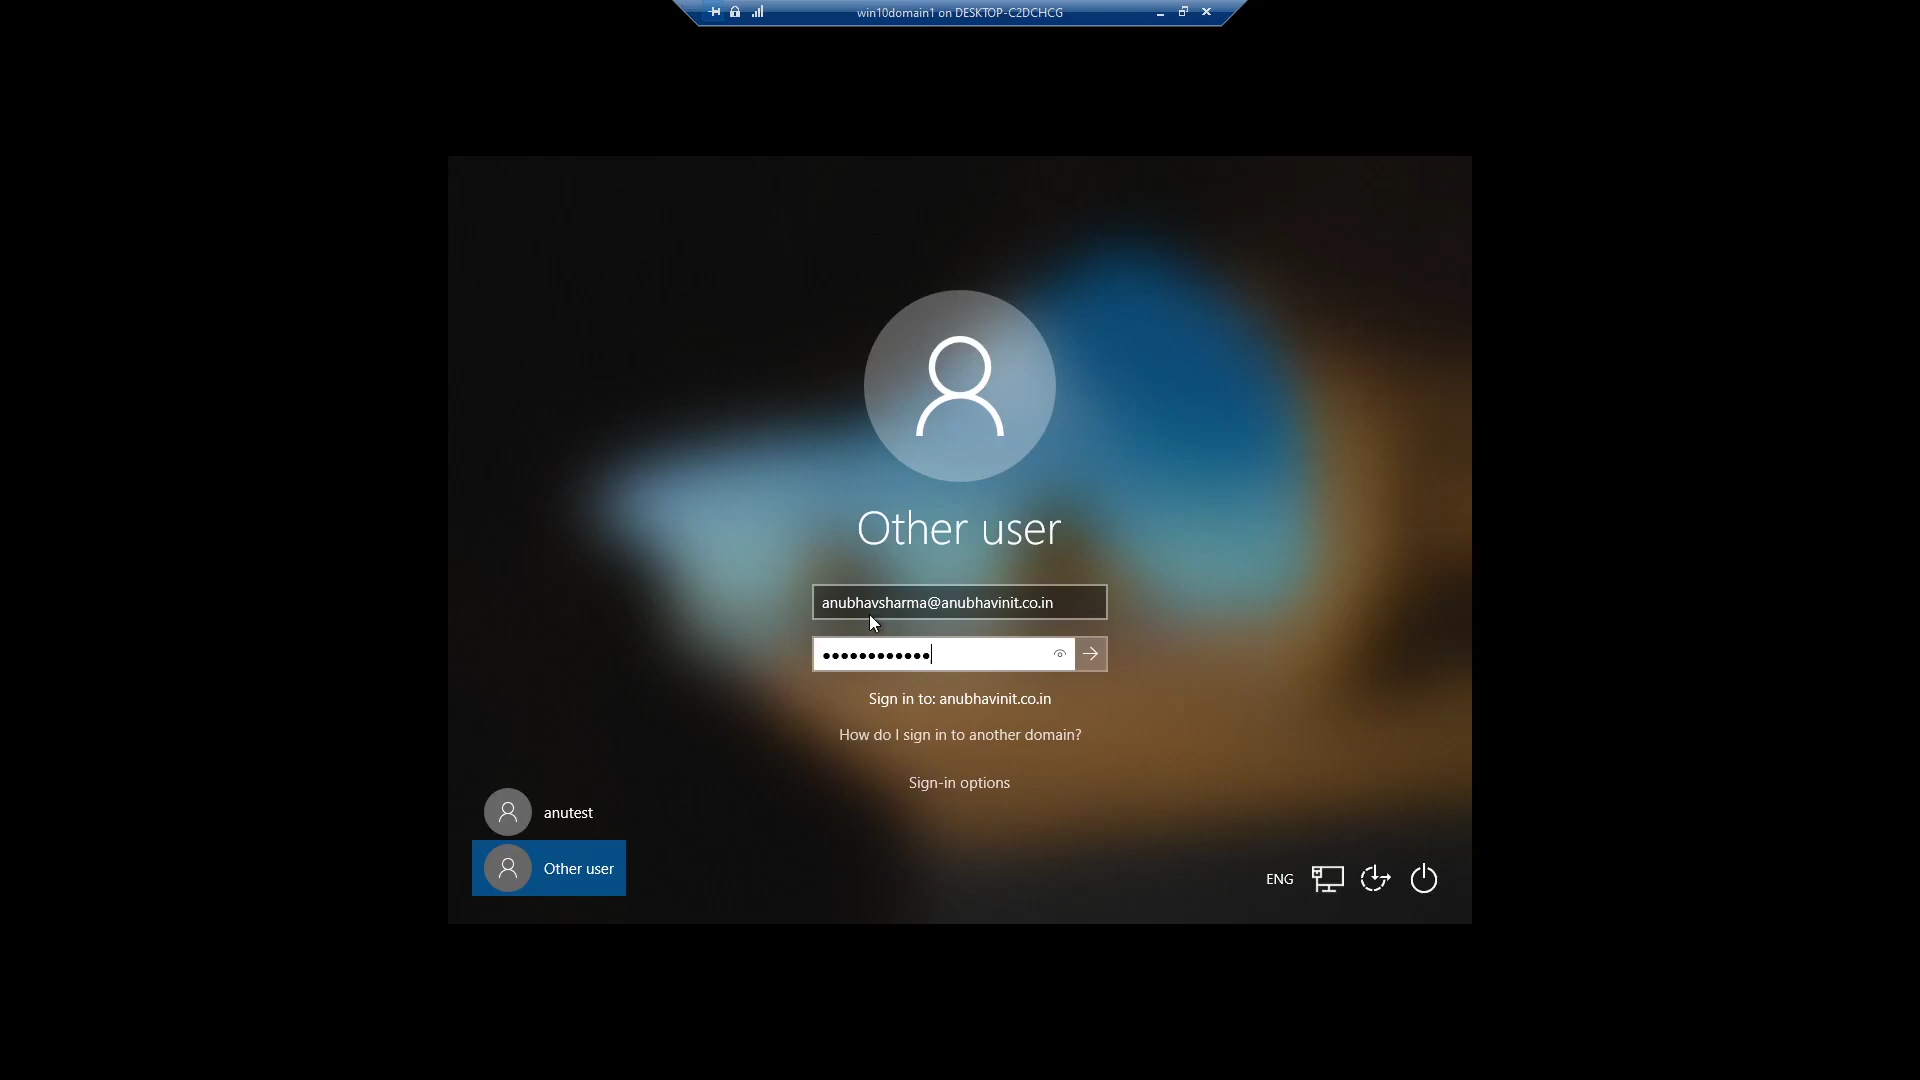 win10domain1 on DESKTOP-C2DCHCG
Other user
anubhavsharma@anubhavinit.co.in
Sign in to: anubhavinit.co.in
How do I sign in to another domain?
Sign-in options
anutest
Other user
ENG